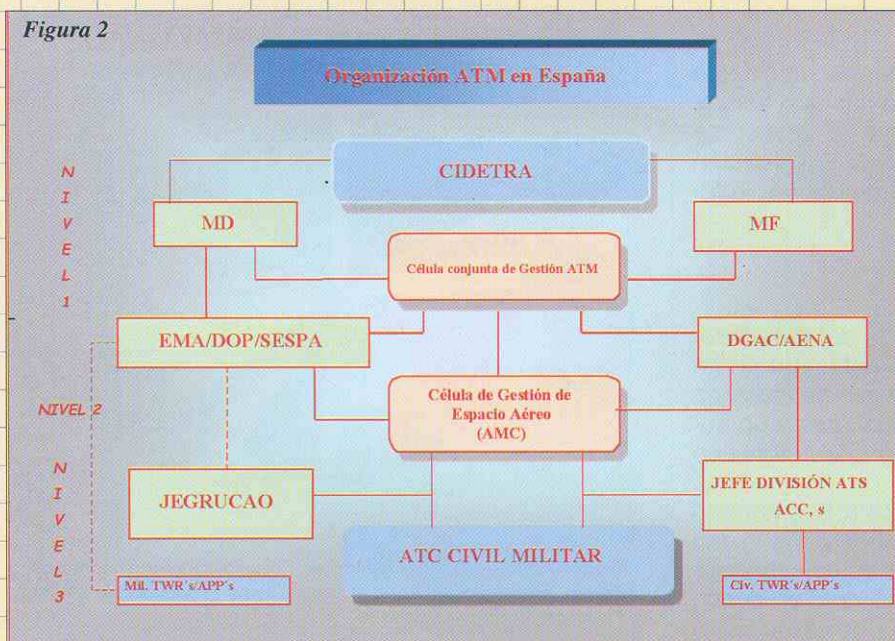 Figura 2
Organización ATM en España
CIDETRA
NIVEL 1
MD
MF
Célula conjunta de Gestión ATM
EMA/DOP/SESPA
DGAC/AENA
NIVEL 2
Célula de Gestión de
Espacio Aéreo
(AMC)
NIVEL 3
JEGRUCAO
JEFE DIVISIÓN ATS
ACC, s
ATC CIVIL MILITAR
Mil. TWR´s/APP´s
Civ. TWR´s/APP´s